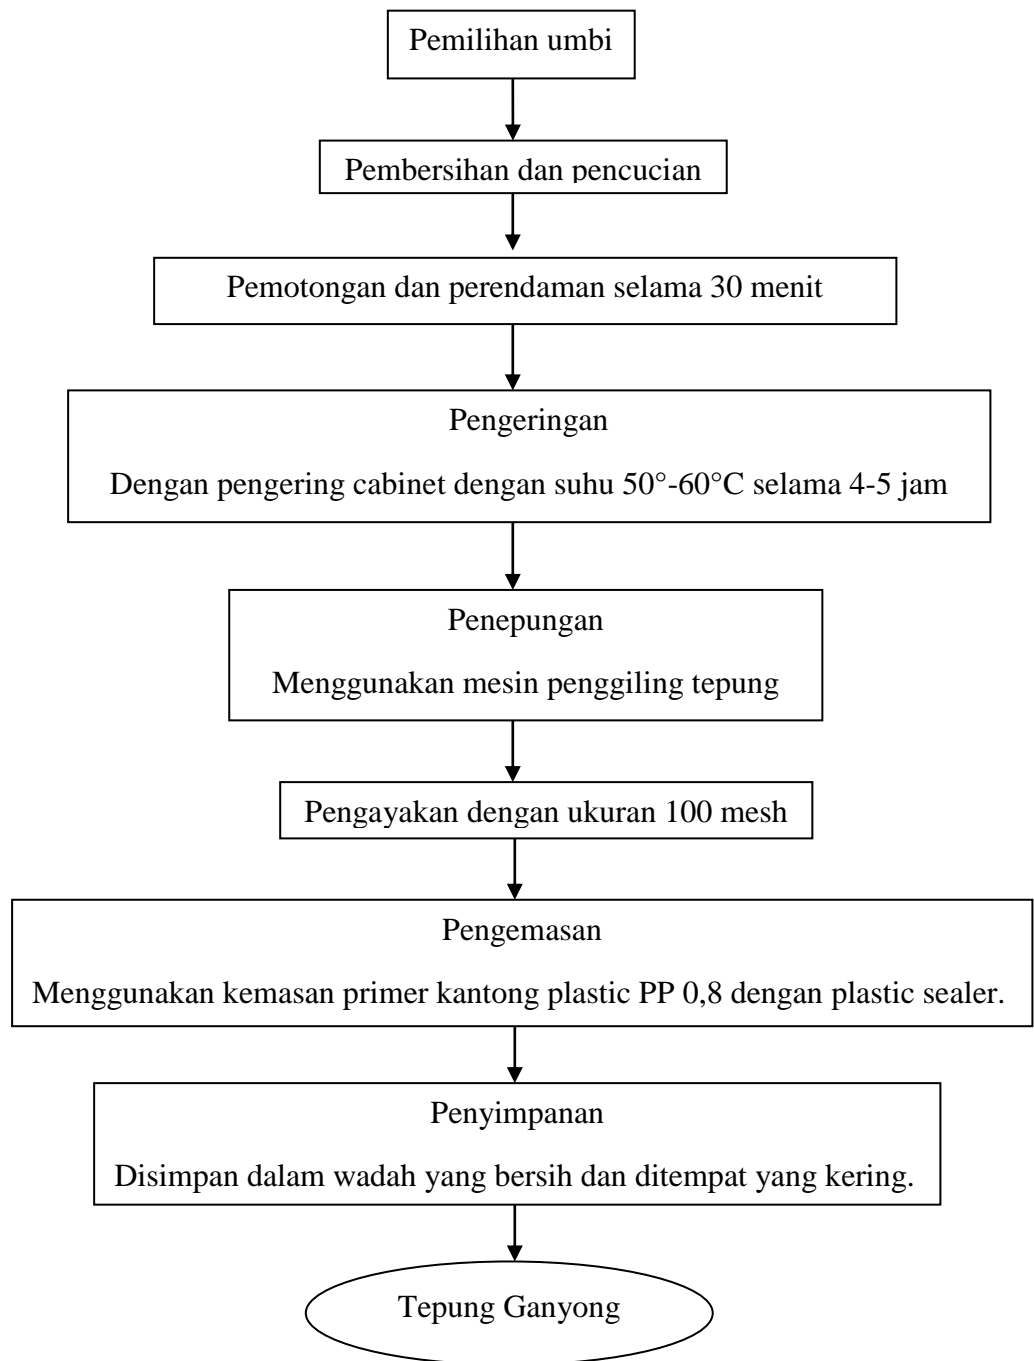 Pemilihan umbi
Pembersihan dan pencucian
Pemotongan dan perendaman selama 30 menit
Pengeringan
Dengan pengering cabinet dengan suhu 50°-60°C selama 4-5 jam
Penepungan
Menggunakan mesin penggiling tepung
Pengayakan dengan ukuran 100 mesh
Pengemasan
Menggunakan kemasan primer kantong plastic PP 0,8 dengan plastic sealer.
Penyimpanan
Disimpan dalam wadah yang bersih dan ditempat yang kering.
Tepung Ganyong